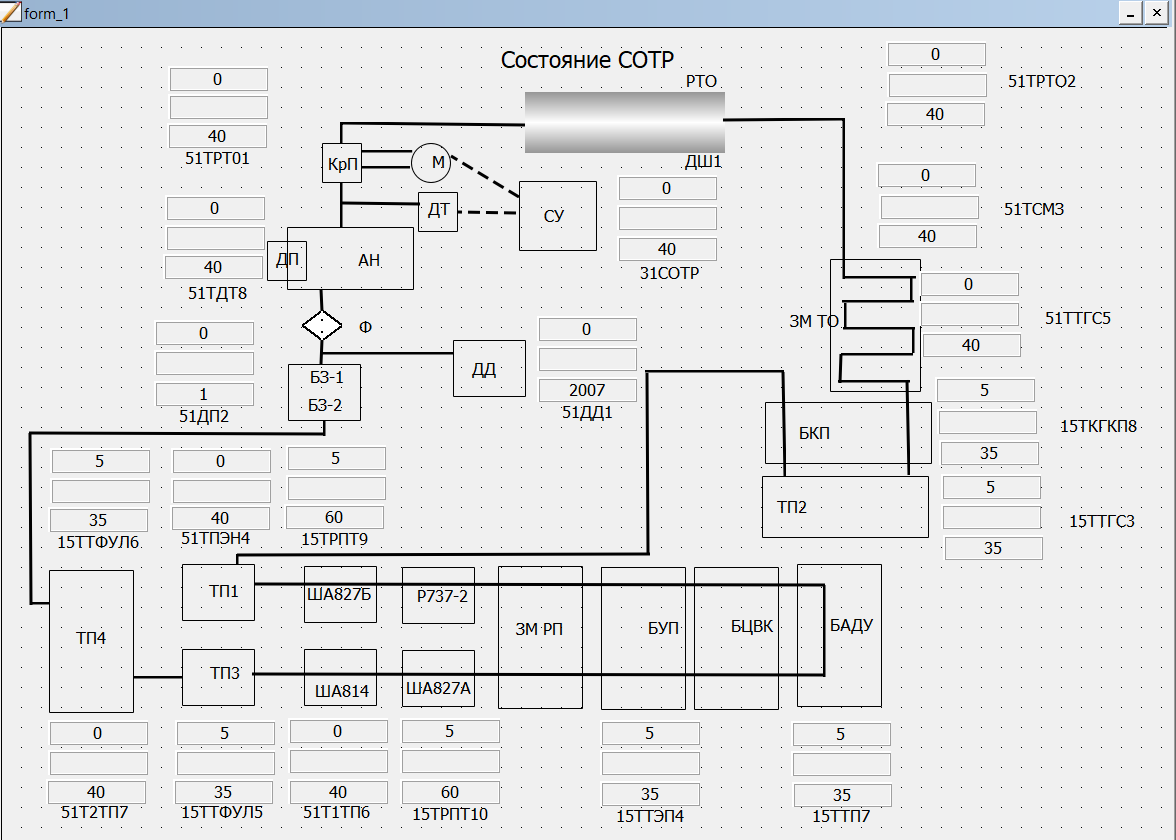 form_1
Состояние СОТР
РТО
0
40
51ТРТ01
0
40
51ТРТО2
КрП
М
ДШ1
ДТ
СУ
0
40
31СОТР
0
40
51ТСМ3
0
40
51ТДТ8
ДП
АН
Ф
0
1
51ДП2
БЗ-1
БЗ-2
ДД
0
2007
51ДД1
ЗМ ТО
0
40
51ТТГС5
5
35
15ТКГКП8
БКП
5
35
15ТТГС3
ТП2
5
35
15ТТФУЛ6
0
40
51ТПЭН4
5
60
15ТРПТ9
ТП4
ТП1
ША827Б
Р737-2
ЗМ РП
БУП
БЦВК
БАДУ
ТП3
ША814
ША827А
0
40
51Т2ТП7
5
35
15ТТФУЛ5
0
40
51Т1ТП6
5
60
15ТРПТ10
5
35
15ТТЭП4
5
35
15ТТП7